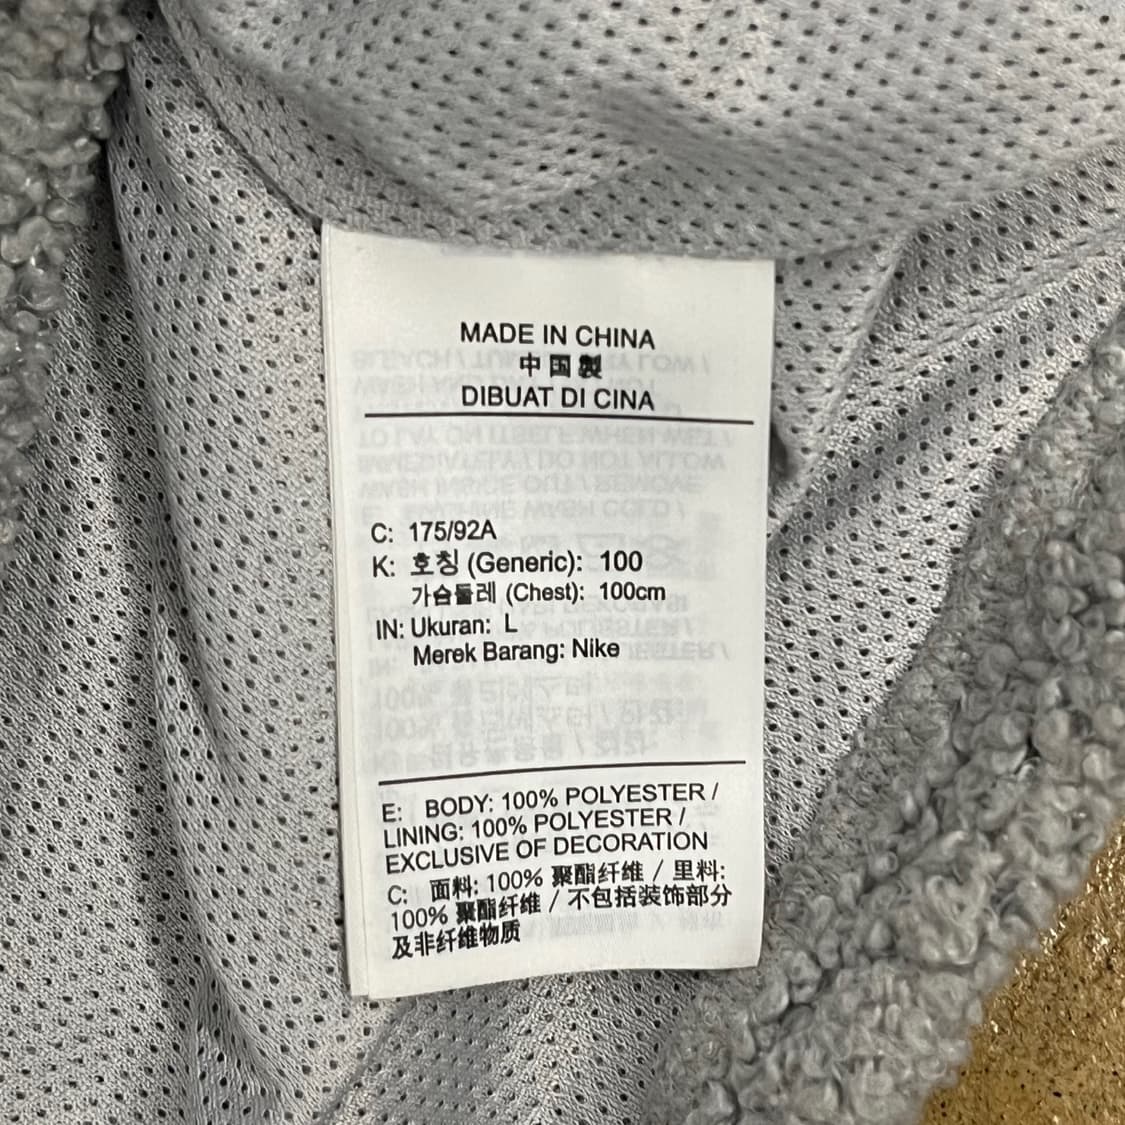 MADE IN CHINA
中国製
DIBUAT DI CINA
C: 175/92A
K: 호칭 (Generic): 100
가슴둘레 (Chest): 100cm
IN: Ukuran: L
Merek Barang: Nike
E: BODY: 100% POLYESTER /
LINING: 100% POLYESTER /
EXCLUSIVE OF DECORATION
C: 面料: 100% 聚酯纤维 / 里料:
100% 聚酯纤维 / 不包括装饰部分
及非纤维物质